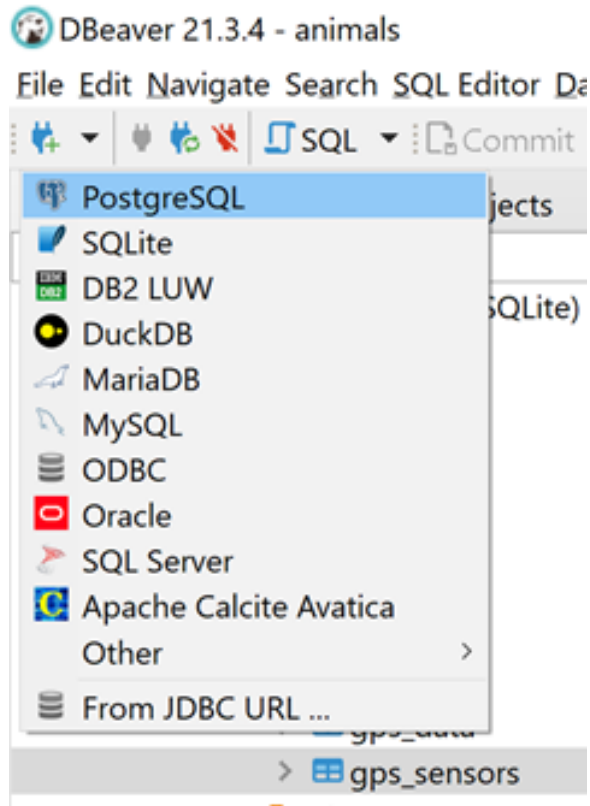 DBeaver 21.3.4 - animals
File Edit Navigate Search SQL Editor Da
SQL Commit
PostgreSQL
jects
SQLite
DB2 LUW
SQLite)
DuckDB
MariaDB
MySQL
ODBC
Oracle
SQL Server
Apache Calcite Avatica
Other
From JDBC URL ...
gps_data
gps_sensors